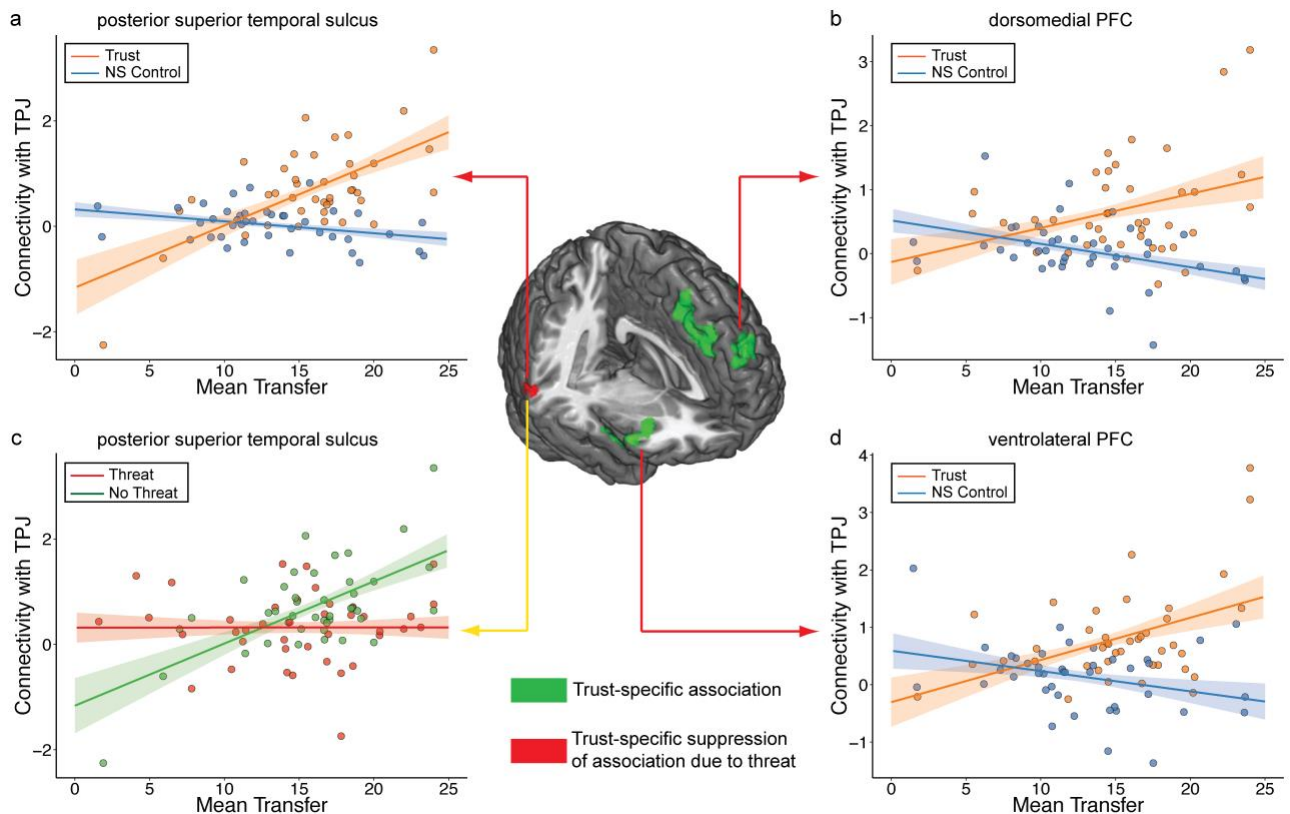 a
posterior superior temporal sulcus
Trust
NS Control
Connectivity with TPJ
2
0
−2
0 5 10 15 20 25
Mean Transfer
b
dorsomedial PFC
Trust
NS Control
Connectivity with TPJ
3
2
1
0
−1
0 5 10 15 20 25
Mean Transfer
c
posterior superior temporal sulcus
Threat
No Threat
Connectivity with TPJ
2
0
−2
0 5 10 15 20 25
Mean Transfer
Trust-specific association
Trust-specific suppression
of association due to threat
d
ventrolateral PFC
Trust
NS Control
Connectivity with TPJ
4
3
2
1
0
−1
0 5 10 15 20 25
Mean Transfer